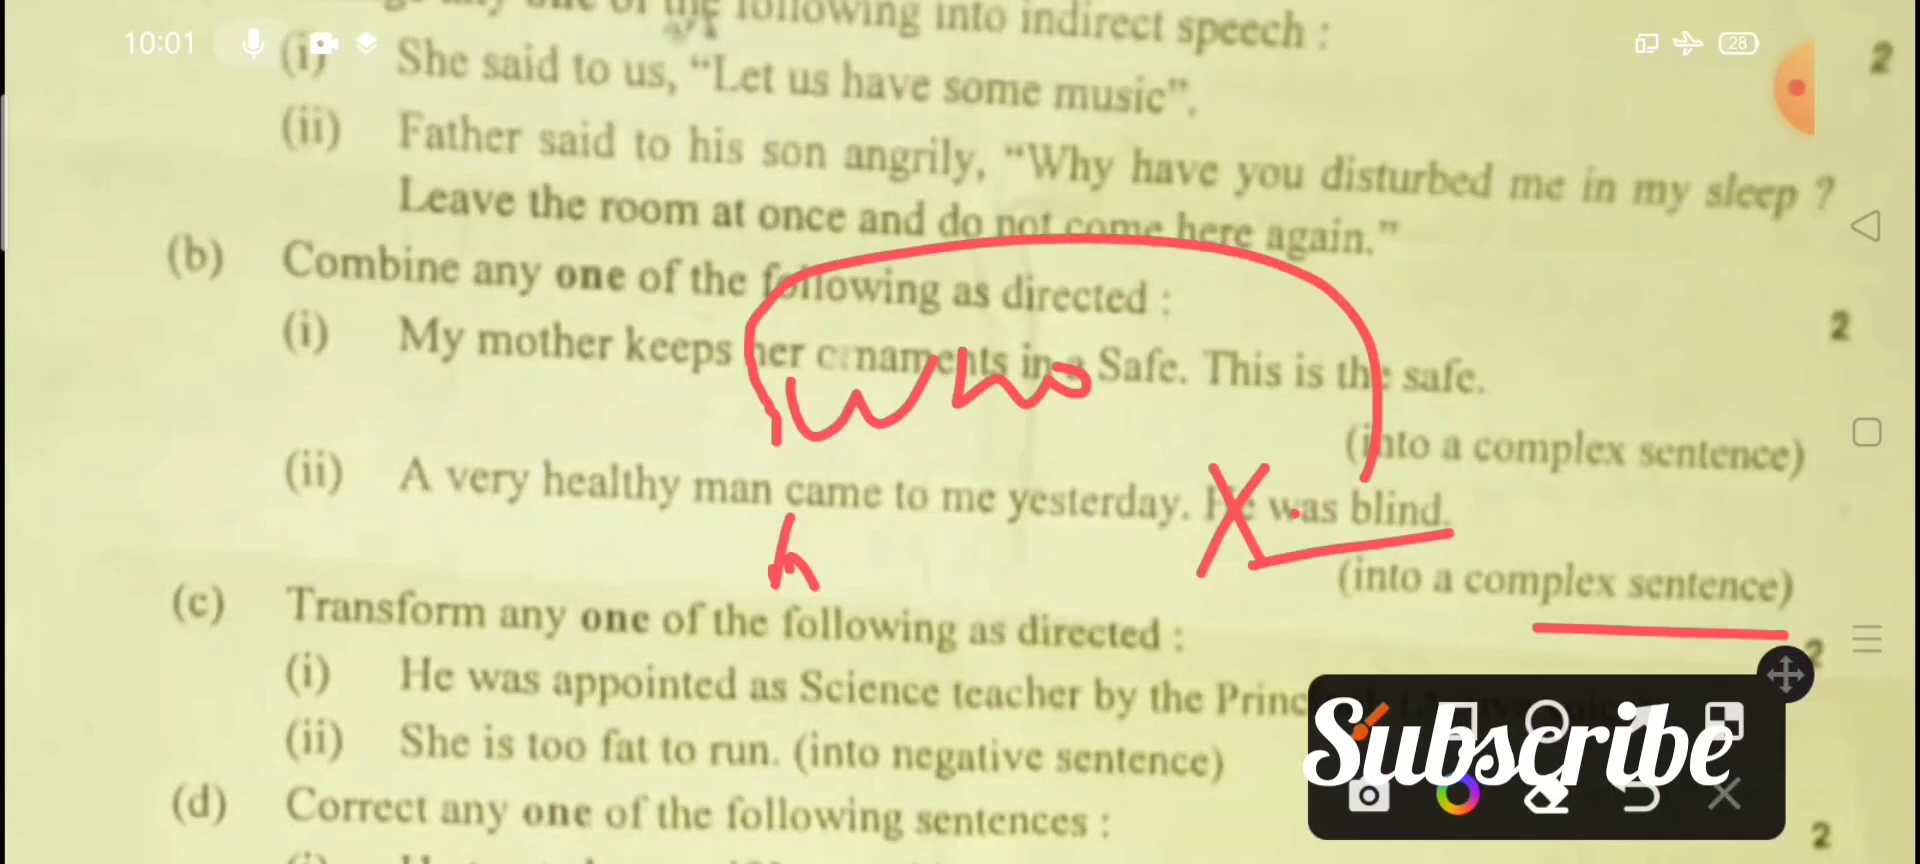 10:01
28
one of the following into indirect speech :
2
(i) She said to us, “Let us have some music”.
(ii) Father said to his son angrily, “Why have you disturbed me in my sleep ?
Leave the room at once and do not come here again.”
(b) Combine any one of the following as directed :
2
(i) My mother keeps her ornaments in a Safe. This is the safe.
who
(into a complex sentence)
(ii) A very healthy man came to me yesterday. He was blind.
(into a complex sentence)
(c) Transform any one of the following as directed :
2
(i) He was appointed as Science teacher by the
(ii) She is too fat to run. (into negative sentence)
Subscribe
(d) Correct any one of the following sentences :
2